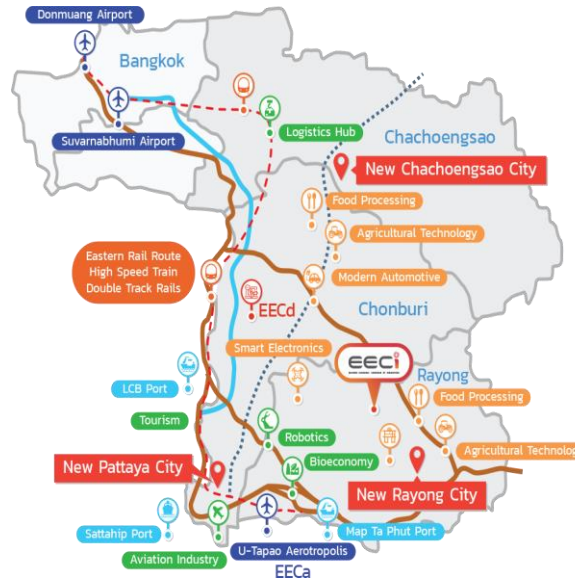 Donmuang Airport
Bangkok
Suvarnabhumi Airport
Logistics Hub
Chachoengsao
New Chachoengsao City
Food Processing
Agricultural Technology
Eastern Rail Route
High Speed Train
Double Track Rails
Modern Automotive
EECd
Chonburi
Smart Electronics
EECi
Rayong
LCB Port
Food Processing
Tourism
Robotics
Agricultural Technology
Bioeconomy
New Pattaya City
New Rayong City
Sattahip Port
Map Ta Phut Port
Aviation Industry
U-Tapao Aerotropolis
EECa